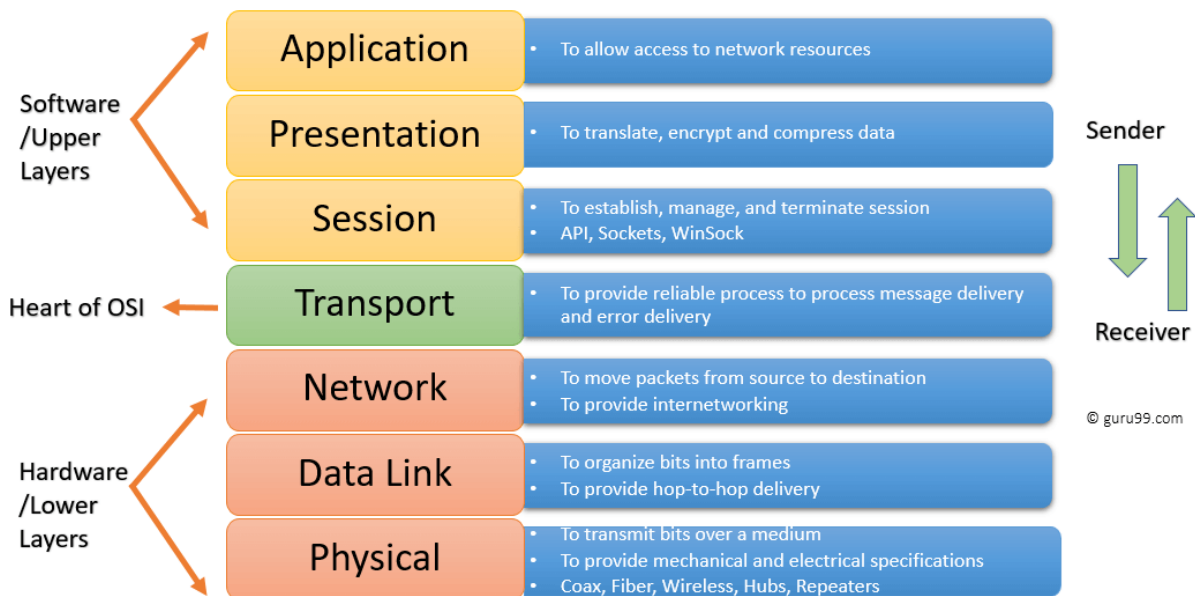 Application
• To allow access to network resources
Software
/Upper
Layers
Presentation
• To translate, encrypt and compress data
Sender
Session
• To establish, manage, and terminate session
• API, Sockets, WinSock
Heart of OSI
Transport
• To provide reliable process to process message delivery
and error delivery
Receiver
Network
• To move packets from source to destination
• To provide internetworking
© guru99.com
Hardware
/Lower
Layers
Data Link
• To organize bits into frames
• To provide hop-to-hop delivery
Physical
• To transmit bits over a medium
• To provide mechanical and electrical specifications
• Coax, Fiber, Wireless, Hubs, Repeaters